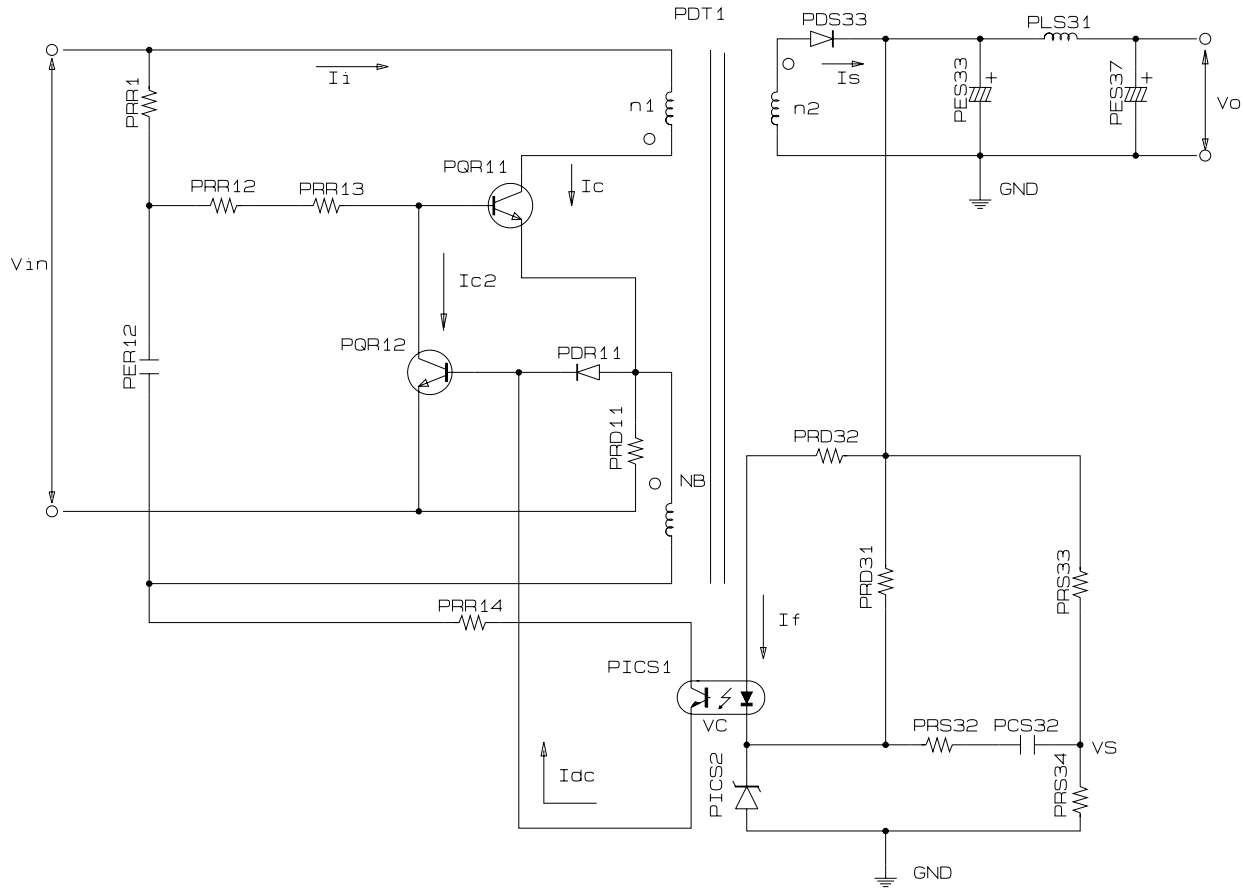 PDT1
PDS33
PLS31
Ii
Is
PRR1
n1
n2
PES33
+
PES37
+
Vo
PQR11
Ic
GND
PRR12
PRR13
Vin
Ic2
PER12
PQR12
PDR11
PRD11
NB
PRD32
PRD31
PRS33
PRR14
If
PICS1
VC
PRS32
PCS32
VS
Idc
PICS2
PRS34
GND